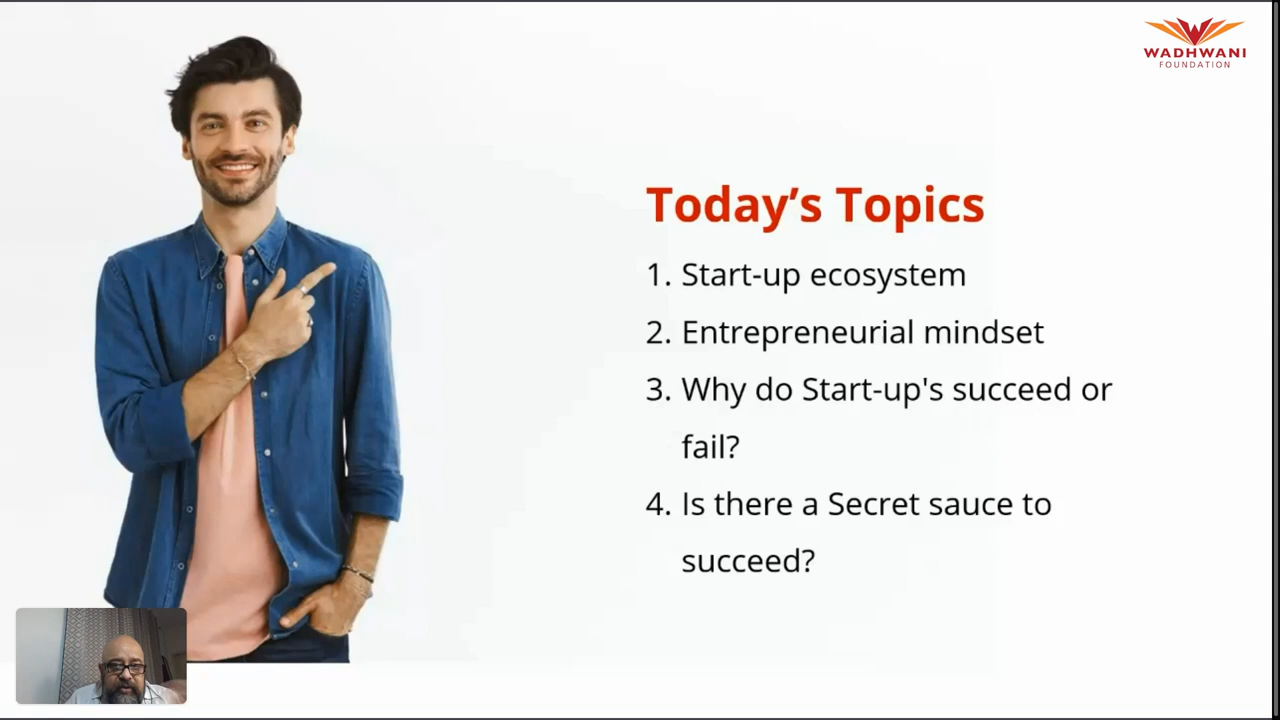 WADHWANI
FOUNDATION
Today’s Topics
1. Start-up ecosystem
2. Entrepreneurial mindset
3. Why do Start-up's succeed or
fail?
4. Is there a Secret sauce to
succeed?